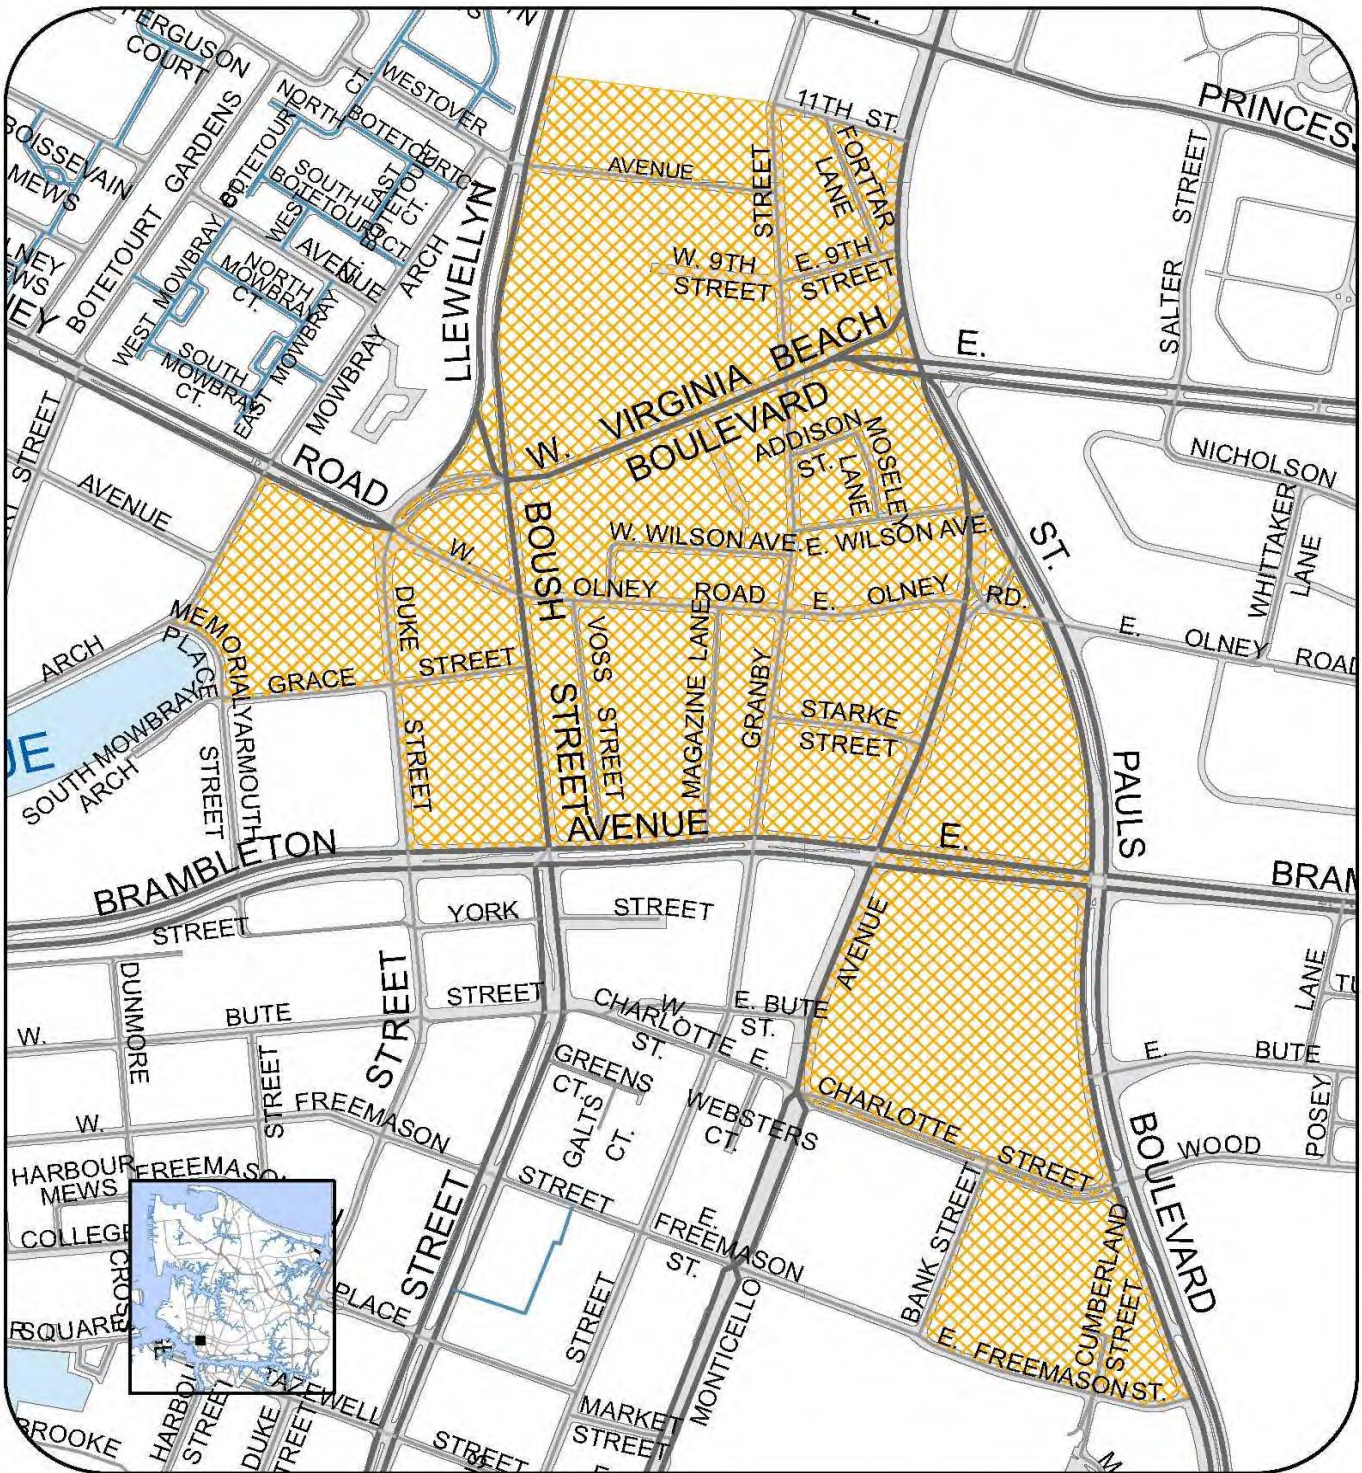 FERGUSON
COURT
WESTOVER
11TH ST.
PRINCES
BOISSEVAIN
MEWS
GARDENS
BOTETOURT
NORTH
BOTETOURT
CT.
SOUTH
BOTETOURT
CT.
WEST
BOTETOURT
EAST
CT.
AVENUE
STREET
FORTTAR
LANE
SALTER STREET
LLEWELLYN
W. 9TH
STREET
E. 9TH
STREET
MOWBRAY
NORTH
MOWBRAY
CT.
AVENUE
MOWBRAY ARCH
WEST MOWBRAY
SOUTH
MOWBRAY
CT.
EAST MOWBRAY
W. VIRGINIA BEACH
BOULEVARD
E.
ROAD
STREET
AVENUE
ADDISON
ST.
MOSELEY
LANE
NICHOLSON
WHITTAKER
LANE
W. WILSON AVE.
E. WILSON AVE.
ST. PAULS BOULEVARD
W. OLNEY ROAD
E. OLNEY RD.
E. OLNEY ROAD
BOUSH STREET
DUKE STREET
VOSS STREET
MAGAZINE LANE
GRANBY
STARKE
STREET
MEMORIAL
PLACE
ARCH
GRACE STREET
SOUTH MOWBRAY
ARCH
YARMOUTH
STREET
BRAMBLETON AVENUE
E.
BRAM
STREET
YORK STREET
AVENUE
DUNMORE
STREET
W. BUTE STREET
E. BUTE
ST.
W.
CHARLOTTE
ST.
E. CHARLOTTE STREET
LANE
E. BUTE
POSEY
WOOD
GREENS
CT.
GALTS
CT.
WEBSTERS
CT.
W. FREEMASON
STREET
STREET
HARBOUR
MEWS
COLLEGE
CROSS
SQUARE
PLACE
STREET
E.
FREEMASON
ST.
BANK STREET
CUMBERLAND
STREET
E. FREEMASON ST.
STREET
MONTICELLO
MARKET
STREET
TAZEWELL
STREET
DUKE
BROOKE